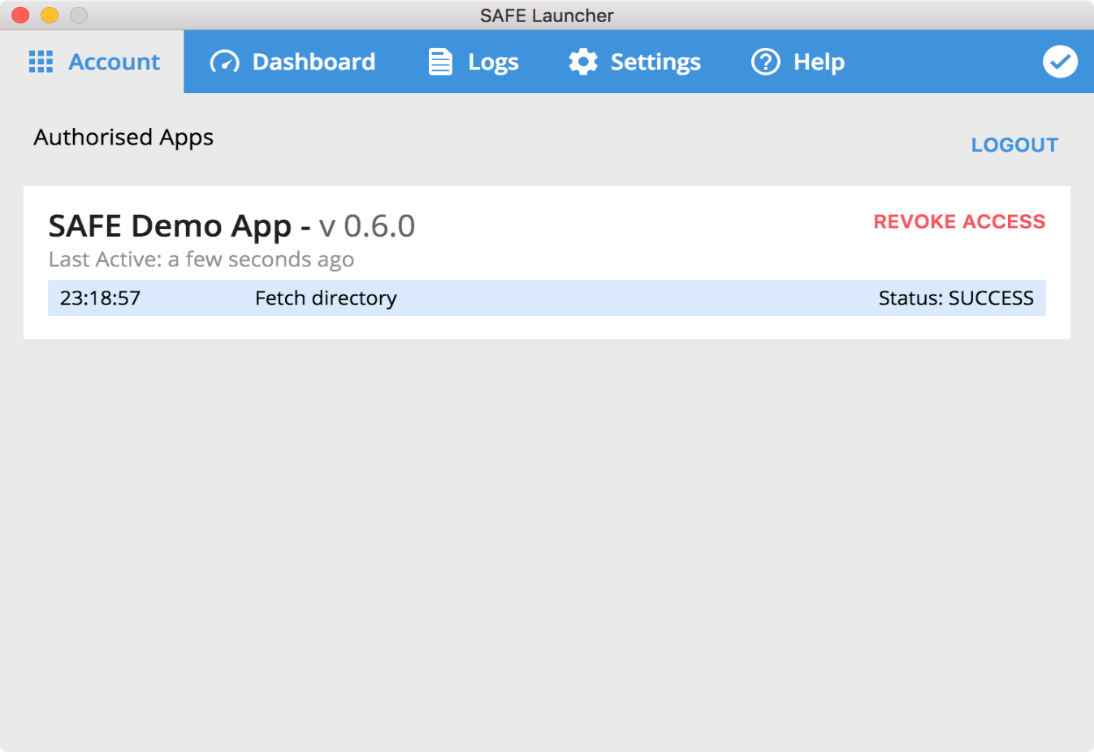 SAFE Launcher
Account Dashboard Logs Settings Help
Authorised Apps
LOGOUT
SAFE Demo App - v 0.6.0
REVOKE ACCESS
Last Active: a few seconds ago
23:18:57 Fetch directory Status: SUCCESS